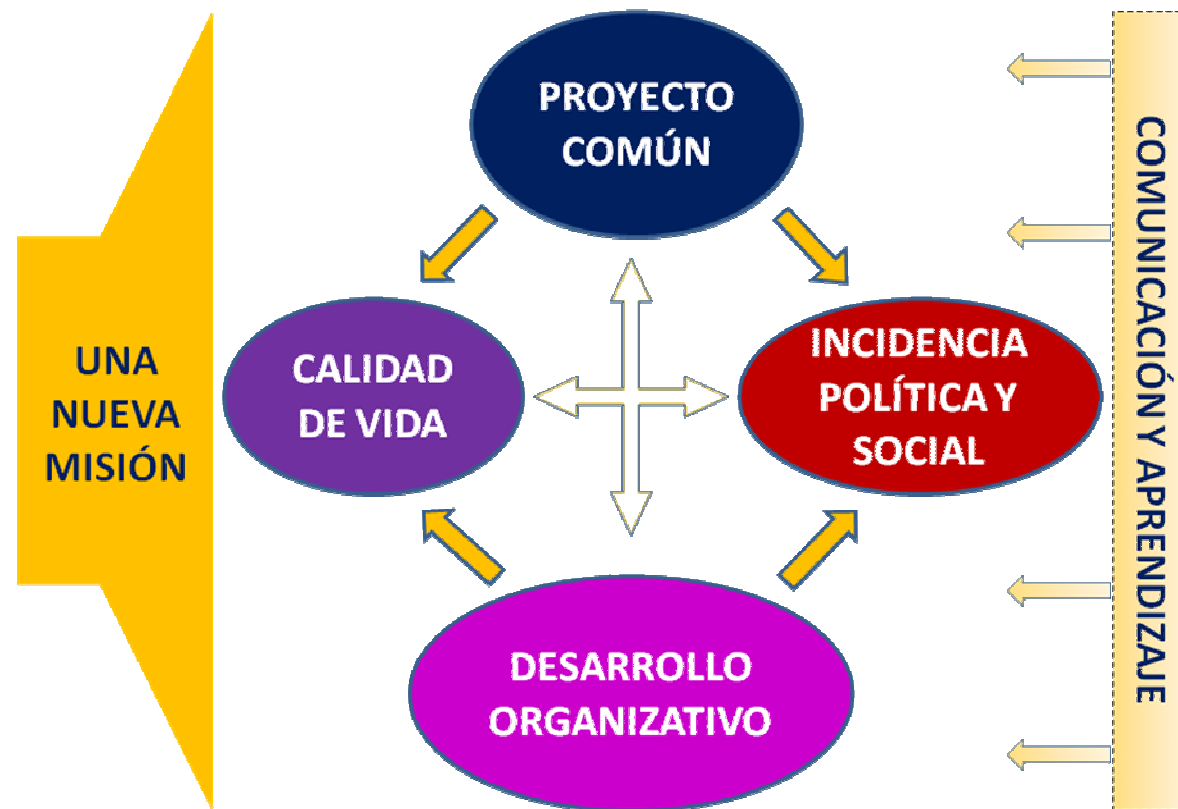 PROYECTO
COMÚN
UNA
NUEVA
MISIÓN
CALIDAD
DE VIDA
INCIDENCIA
POLÍTICA Y
SOCIAL
DESARROLLO
ORGANIZATIVO
COMUNICACIÓN Y APRENDIZAJE